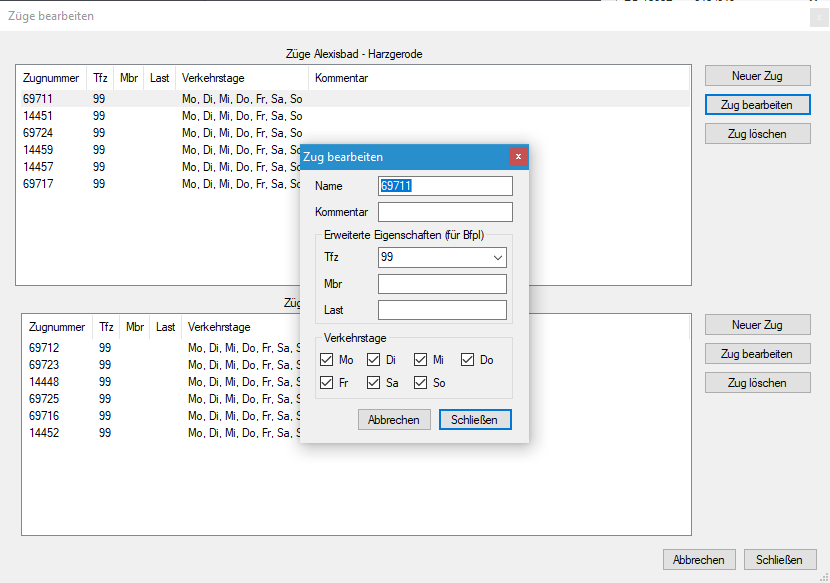 Züge bearbeiten
Züge Alexisbad - Harzgerode
Zugnummer Tfz Mbr Last Verkehrstage Kommentar
69711 99 Mo, Di, Mi, Do, Fr, Sa, So
14451 99 Mo, Di, Mi, Do, Fr, Sa, So
69724 99 Mo, Di, Mi, Do, Fr, Sa, So
14459 99 Mo, Di, Mi, Do, Fr, Sa, So
14457 99 Mo, Di, Mi, Do, Fr, Sa, So
69717 99 Mo, Di, Mi, Do, Fr, Sa, So
Neuer Zug
Zug bearbeiten
Zug löschen
Zug bearbeiten x
Name 69711
Kommentar
Erweiterte Eigenschaften (für Bfpl)
Tfz 99
Mbr
Last
Verkehrstage
Mo Di Mi Do
Fr Sa So
Abbrechen Schließen
Züg
Zugnummer Tfz Mbr Last Verkehrstage
69712 99 Mo, Di, Mi, Do, Fr, Sa, S
69723 99 Mo, Di, Mi, Do, Fr, Sa, S
14448 99 Mo, Di, Mi, Do, Fr, Sa, S
69725 99 Mo, Di, Mi, Do, Fr, Sa, S
69716 99 Mo, Di, Mi, Do, Fr, Sa, S
14452 99 Mo, Di, Mi, Do, Fr, Sa, S
Neuer Zug
Zug bearbeiten
Zug löschen
Abbrechen Schließen